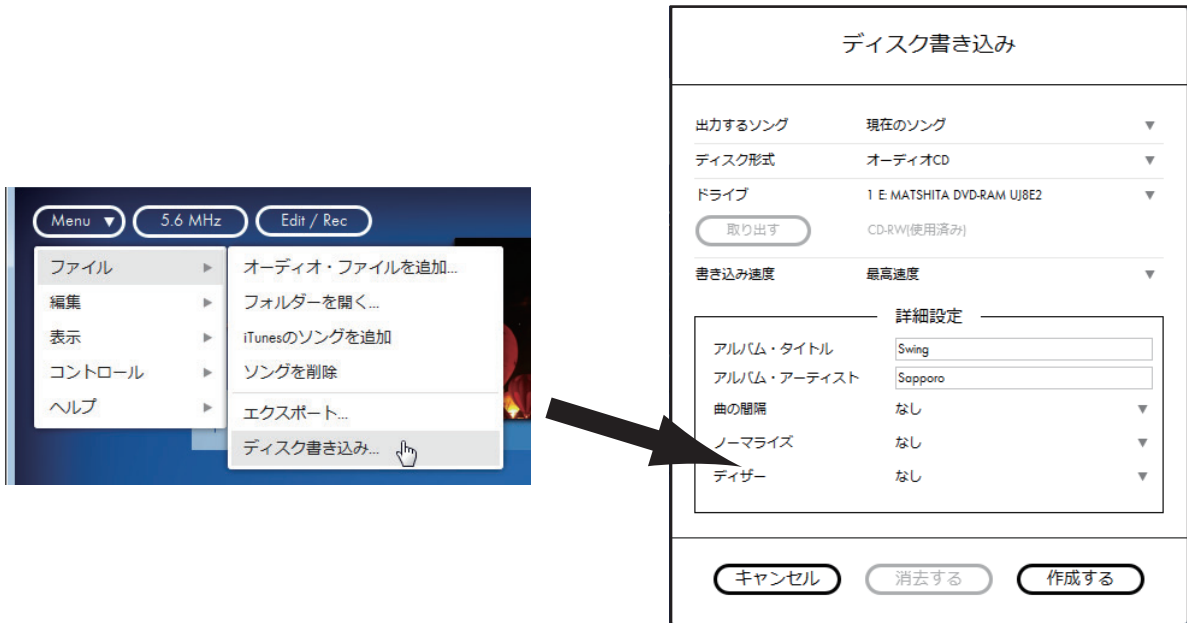 Menu ▼ 5.6 MHz Edit / Rec
ファイル
編集
表示
コントロール
ヘルプ
オーディオ・ファイルを追加...
フォルダーを開く...
iTunesのソングを追加
ソングを削除
エクスポート...
ディスク書き込み...
ディスク書き込み
出力するソング 現在のソング
ディスク形式 オーディオCD
ドライブ 1 E: MATSHITA DVD-RAM UJ8E2
取り出す CD-RW(使用済み)
書き込み速度 最高速度
詳細設定
アルバム・タイトル Swing
アルバム・アーティスト Sapporo
曲の間隔 なし
ノーマライズ なし
ディザー なし
キャンセル 消去する 作成する